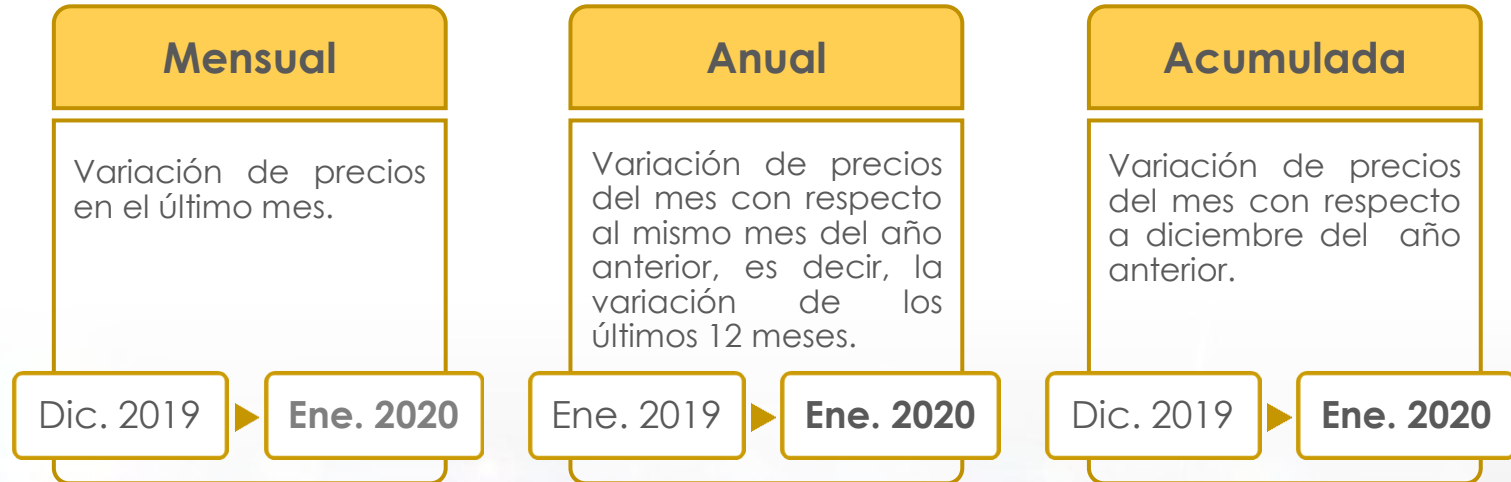 Mensual
Variación de precios
en el último mes.
Dic. 2019
Ene. 2020
Anual
Variación de precios
del mes con respecto
al mismo mes del año
anterior, es decir, la
variación de los
últimos 12 meses.
Ene. 2019
Ene. 2020
Acumulada
Variación de precios
del mes con respecto
a diciembre del año
anterior.
Dic. 2019
Ene. 2020